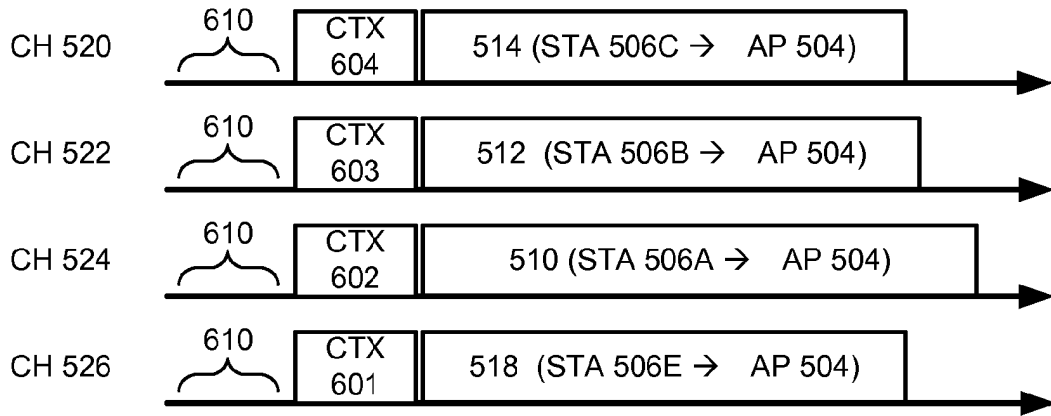 610
CH 520
CTX
604
514 (STA 506C → AP 504)
610
CH 522
CTX
603
512 (STA 506B → AP 504)
610
CH 524
CTX
602
510 (STA 506A → AP 504)
610
CH 526
CTX
601
518 (STA 506E → AP 504)